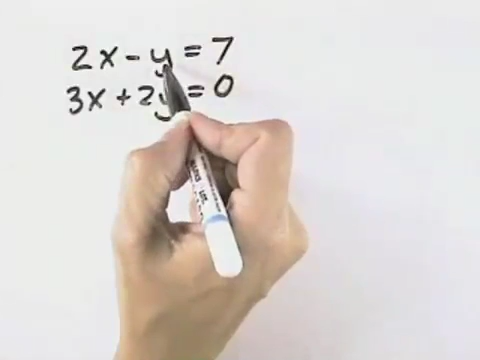 2x - y = 7
3x + 2y = 0